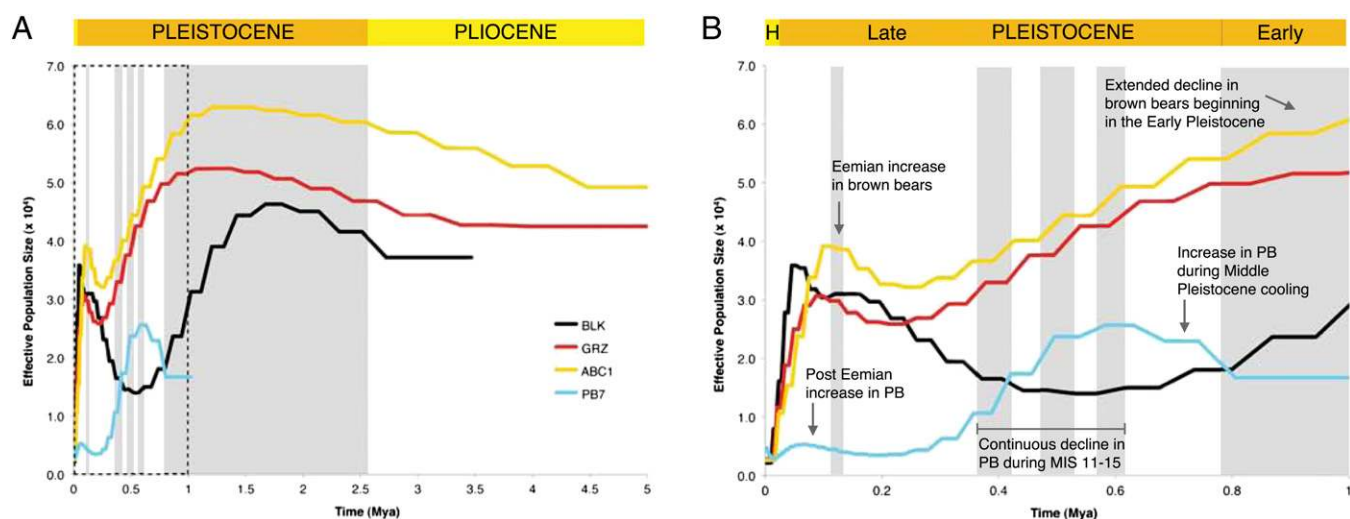 A
PLEISTOCENE
PLIOCENE
7.0
6.0
5.0
4.0
3.0
2.0
1.0
0.0
Effective Population Size (x 10⁴)
BLK
GRZ
ABC1
PB7
0
0.5
1
1.5
2
2.5
3
3.5
4
4.5
5
Time (Mya)
B
H
Late
PLEISTOCENE
Early
7.0
6.0
5.0
4.0
3.0
2.0
1.0
0.0
Effective Population Size (x 10⁴)
Extended decline in
brown bears beginning
in the Early Pleistocene
Eemian increase
in brown bears
Increase in PB
during Middle
Pleistocene cooling
Post Eemian
increase in PB
Continuous decline in
PB during MIS 11-15
0
0.2
0.4
0.6
0.8
1
Time (Mya)